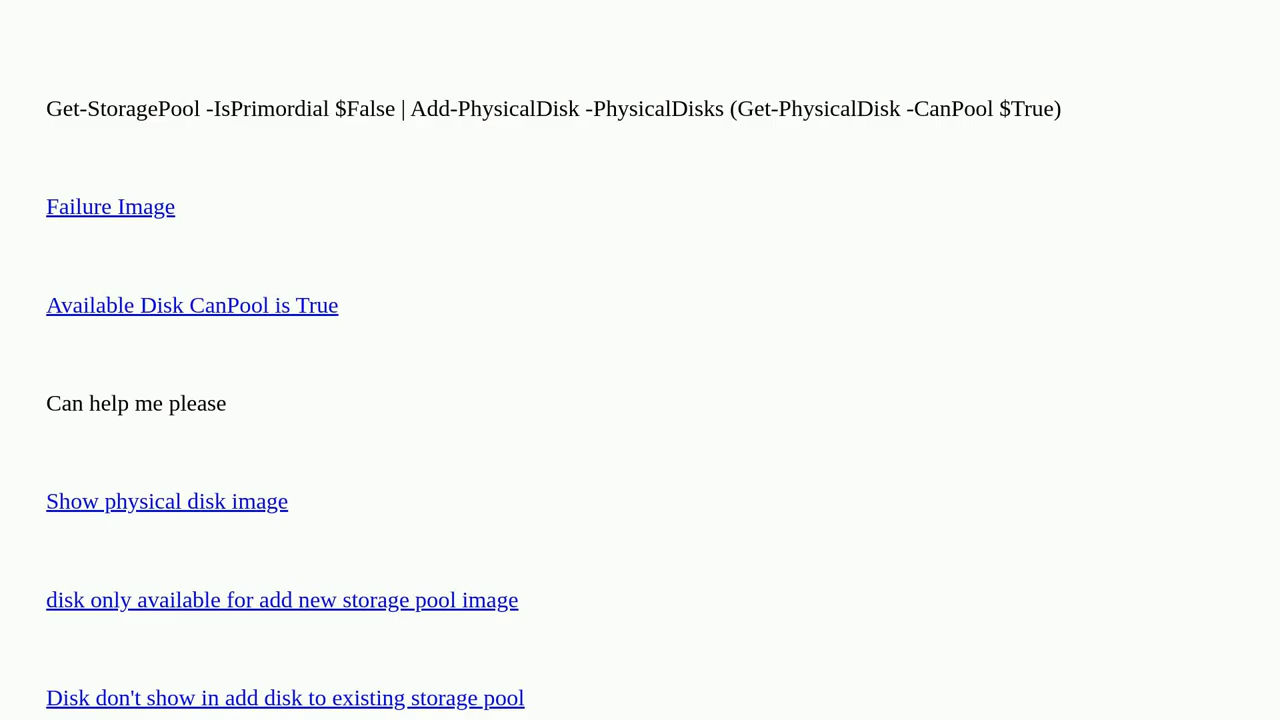 Get-StoragePool -IsPrimordial $False | Add-PhysicalDisk -PhysicalDisks (Get-PhysicalDisk -CanPool $True)
Failure Image
Available Disk CanPool is True
Can help me please
Show physical disk image
disk only available for add new storage pool image
Disk don't show in add disk to existing storage pool